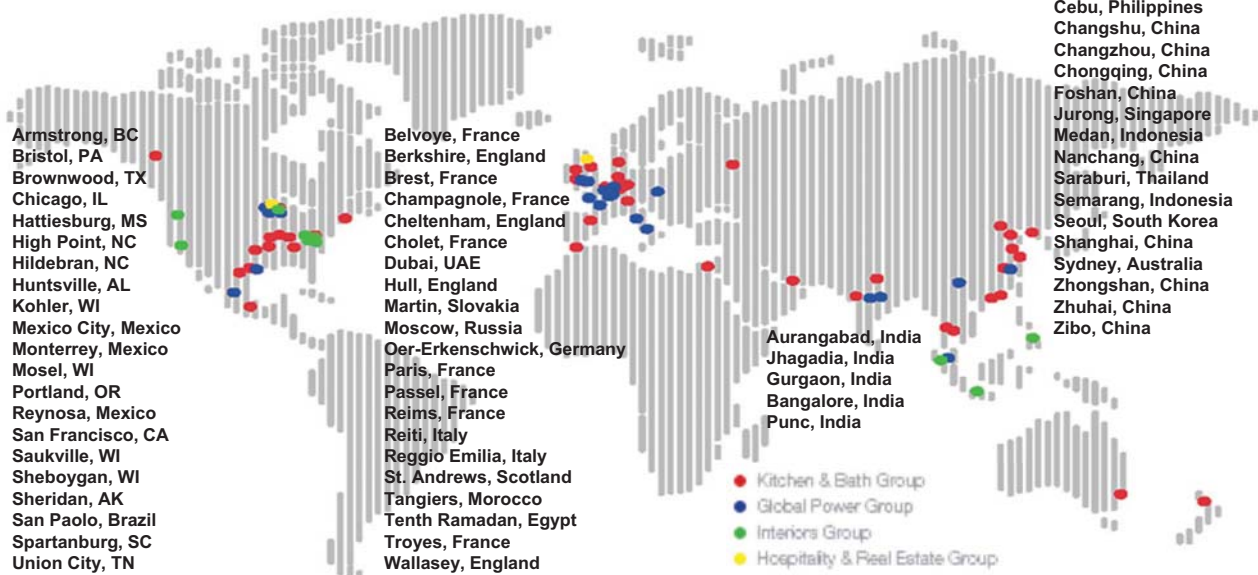 Armstrong, BC
Bristol, PA
Brownwood, TX
Chicago, IL
Hattiesburg, MS
High Point, NC
Hildebran, NC
Huntsville, AL
Kohler, WI
Mexico City, Mexico
Monterrey, Mexico
Mosel, WI
Portland, OR
Reynosa, Mexico
San Francisco, CA
Saukville, WI
Sheboygan, WI
Sheridan, AK
San Paolo, Brazil
Spartanburg, SC
Union City, TN
Belvoye, France
Berkshire, England
Brest, France
Champagnole, France
Cheltenham, England
Cholet, France
Dubai, UAE
Hull, England
Martin, Slovakia
Moscow, Russia
Oer-Erkenschwick, Germany
Paris, France
Passel, France
Reims, France
Reiti, Italy
Reggio Emilia, Italy
St. Andrews, Scotland
Tangiers, Morocco
Tenth Ramadan, Egypt
Troyes, France
Wallasey, England
Aurangabad, India
Jhagadia, India
Gurgaon, India
Bangalore, India
Punc, India
Cebu, Philippines
Changshu, China
Changzhou, China
Chongqing, China
Foshan, China
Jurong, Singapore
Medan, Indonesia
Nanchang, China
Saraburi, Thailand
Semarang, Indonesia
Seoul, South Korea
Shanghai, China
Sydney, Australia
Zhongshan, China
Zhuhai, China
Zibo, China
Kitchen & Bath Group
Global Power Group
Interiors Group
Hospitality & Real Estate Group